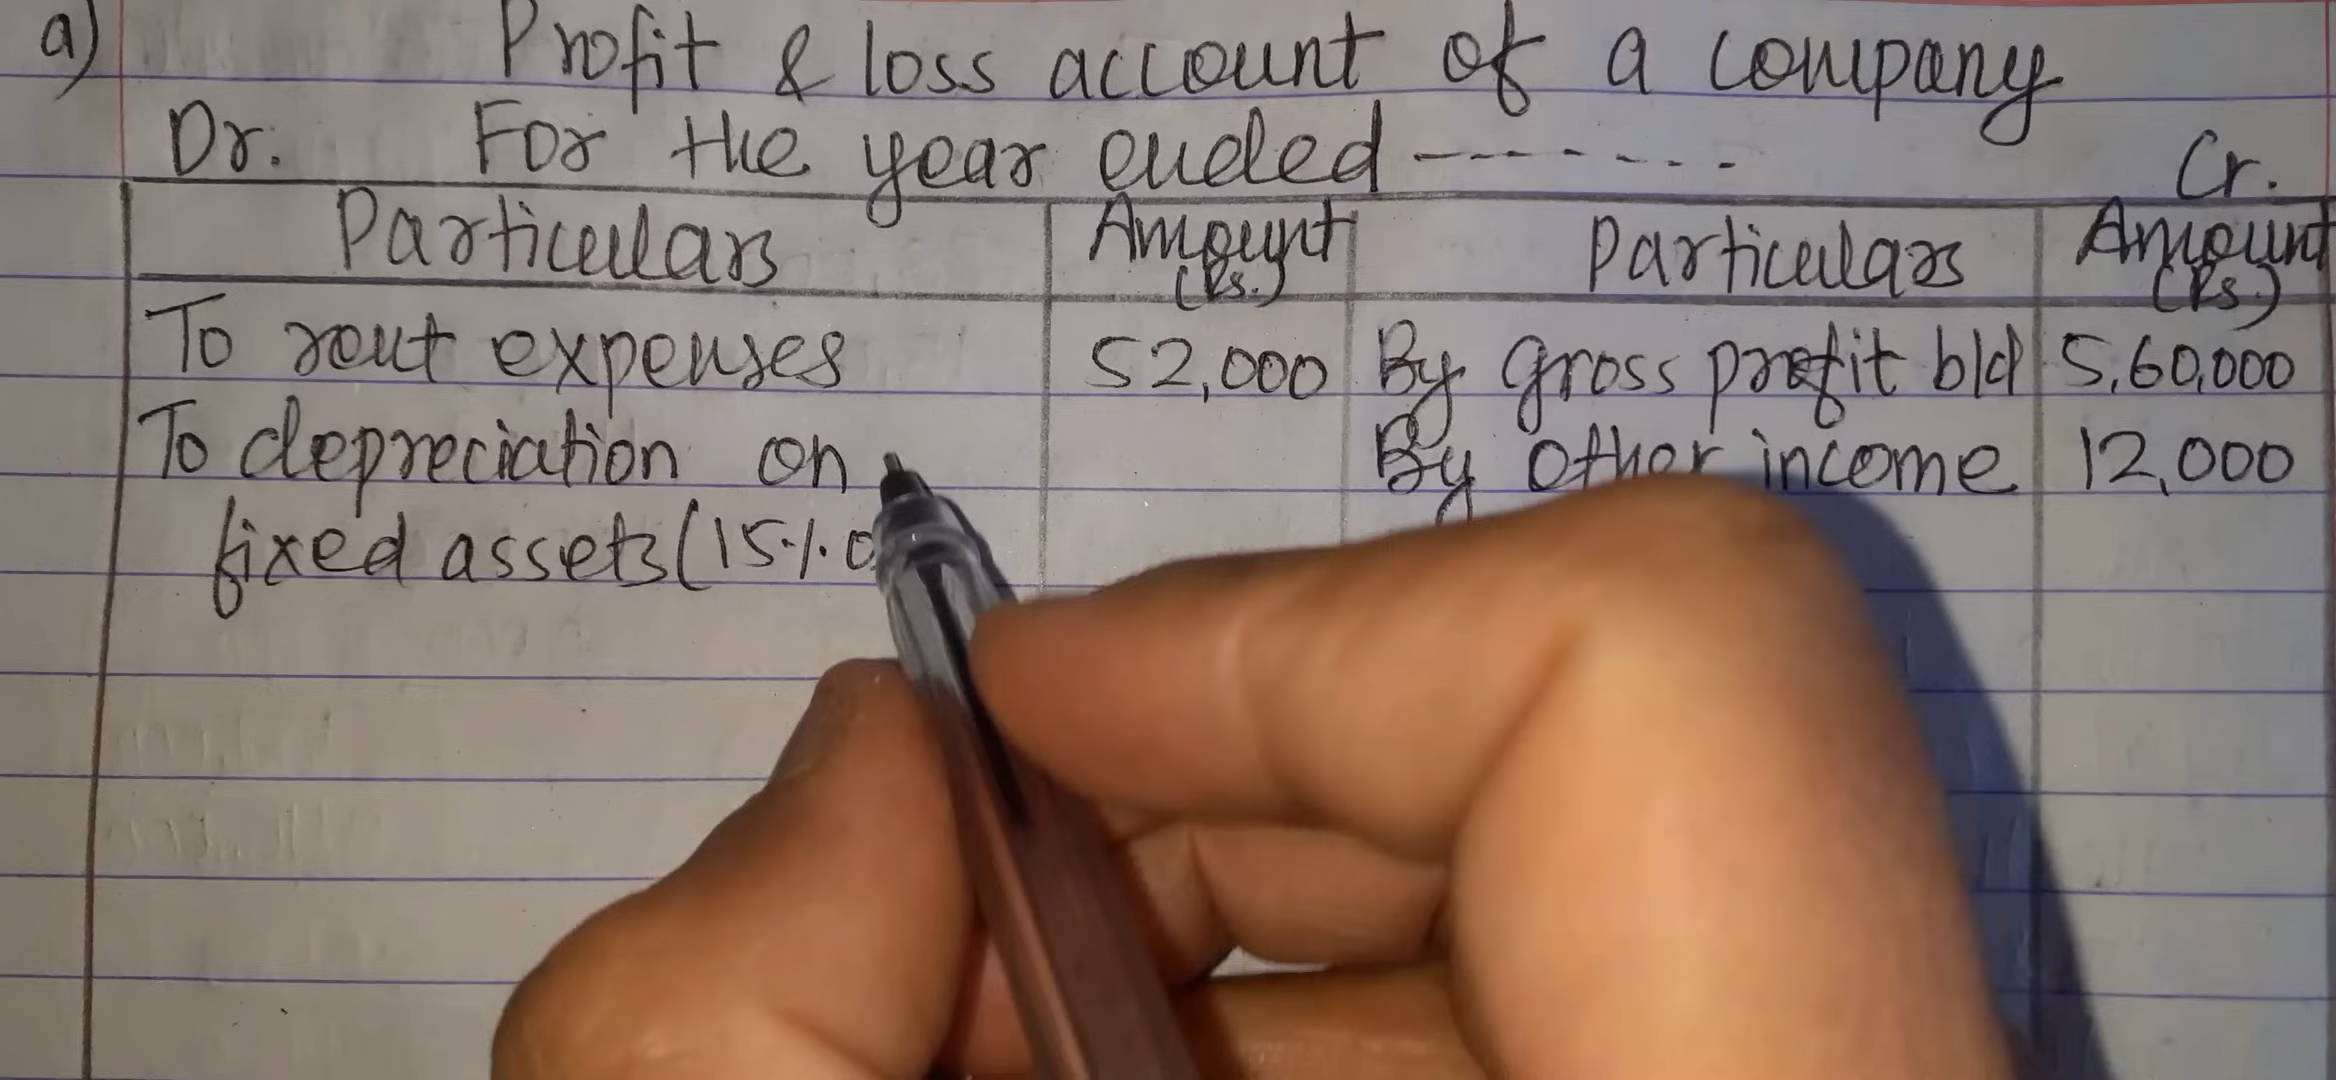 a) Profit & loss account of a company
Dr. For the year ended -------- Cr.
Particulars Amount (Rs.) Particulars Amount (Rs.)
To rent expenses 52,000 By gross profit b/d 5,60,000
To depreciation on By other income 12,000
fixed assets (15%